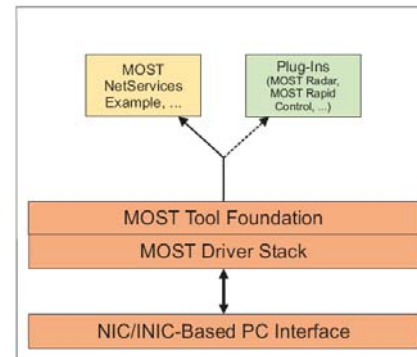 MOST
NetServices
Example, ...
Plug-Ins
(MOST Radar,
MOST Rapid
Control, ...)
MOST Tool Foundation
MOST Driver Stack
NIC/INIC-Based PC Interface